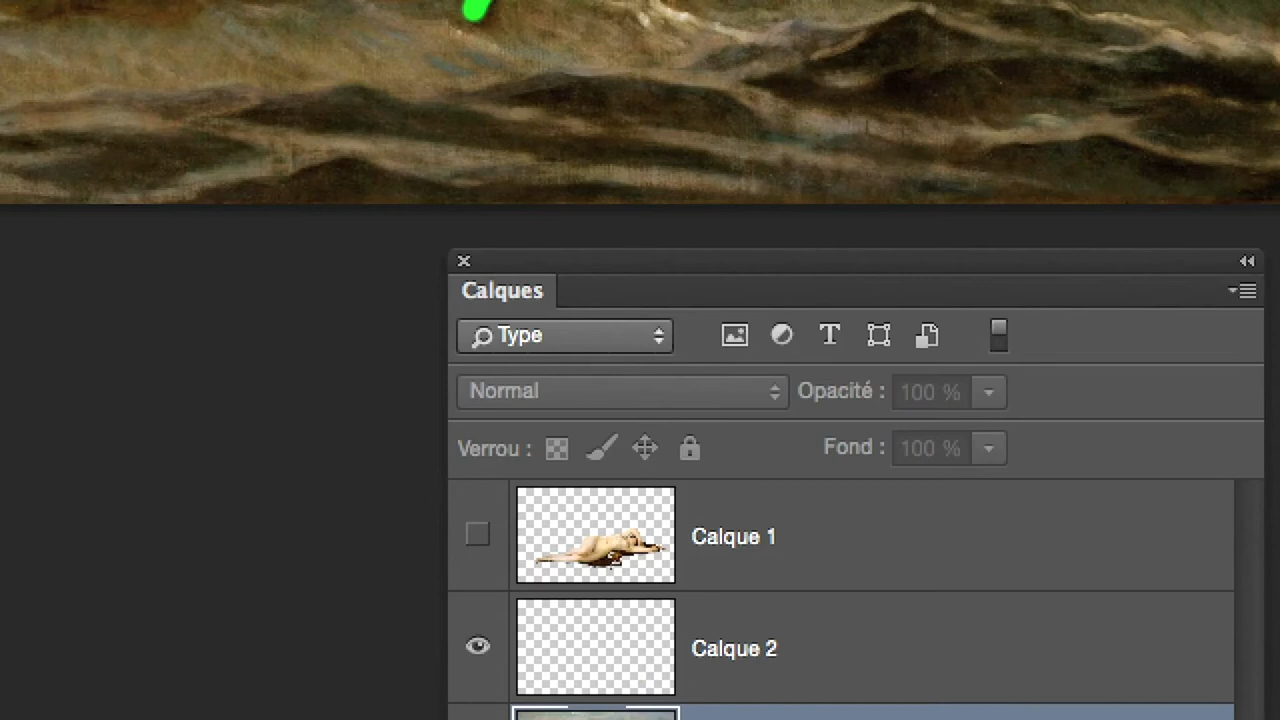 Calques
Type
Normal Opacité : 100 %
Verrou : Fond : 100 %
Calque 1
Calque 2